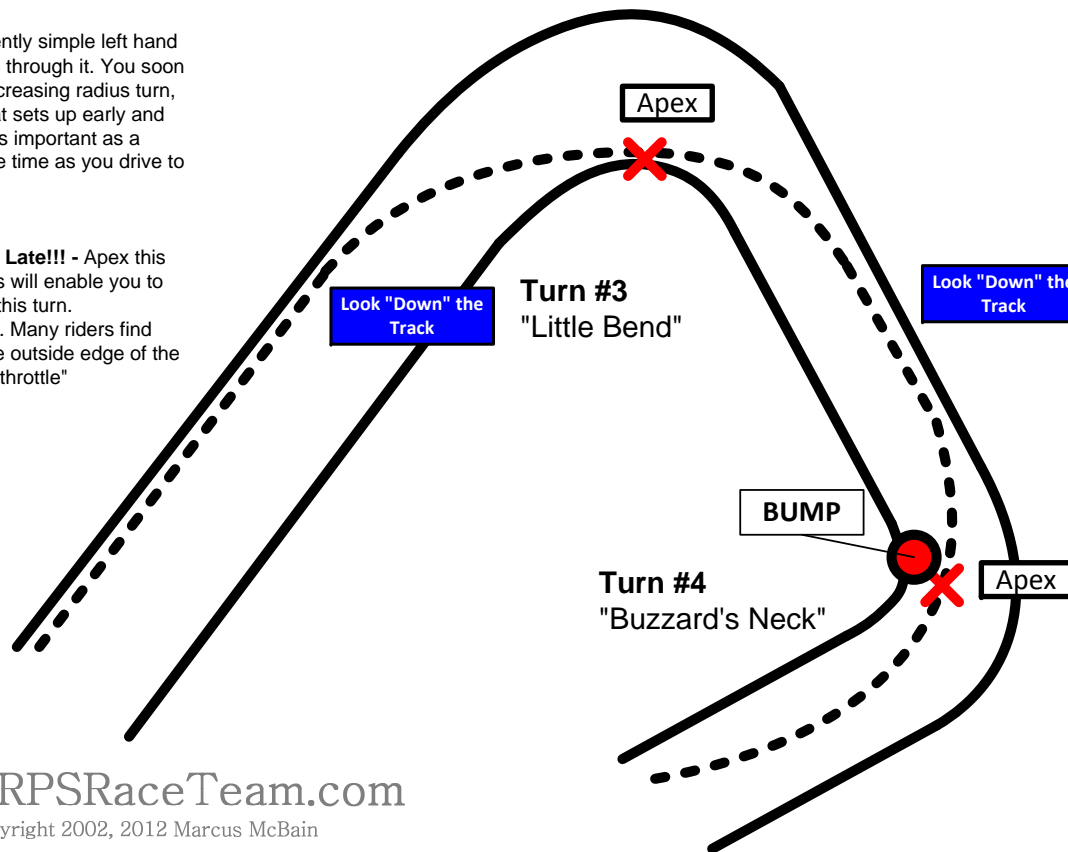 ently simple left hand
through it. You soon
creasing radius turn,
at sets up early and
s important as a
e time as you drive to
Late!!! - Apex this
s will enable you to
this turn.
. Many riders find
e outside edge of the
throttle"
Apex
Look "Down" the
Track
Turn #3
"Little Bend"
Look "Down" the
Track
BUMP
Apex
Turn #4
"Buzzard's Neck"
RPSRaceTeam.com
yright 2002, 2012 Marcus McBain